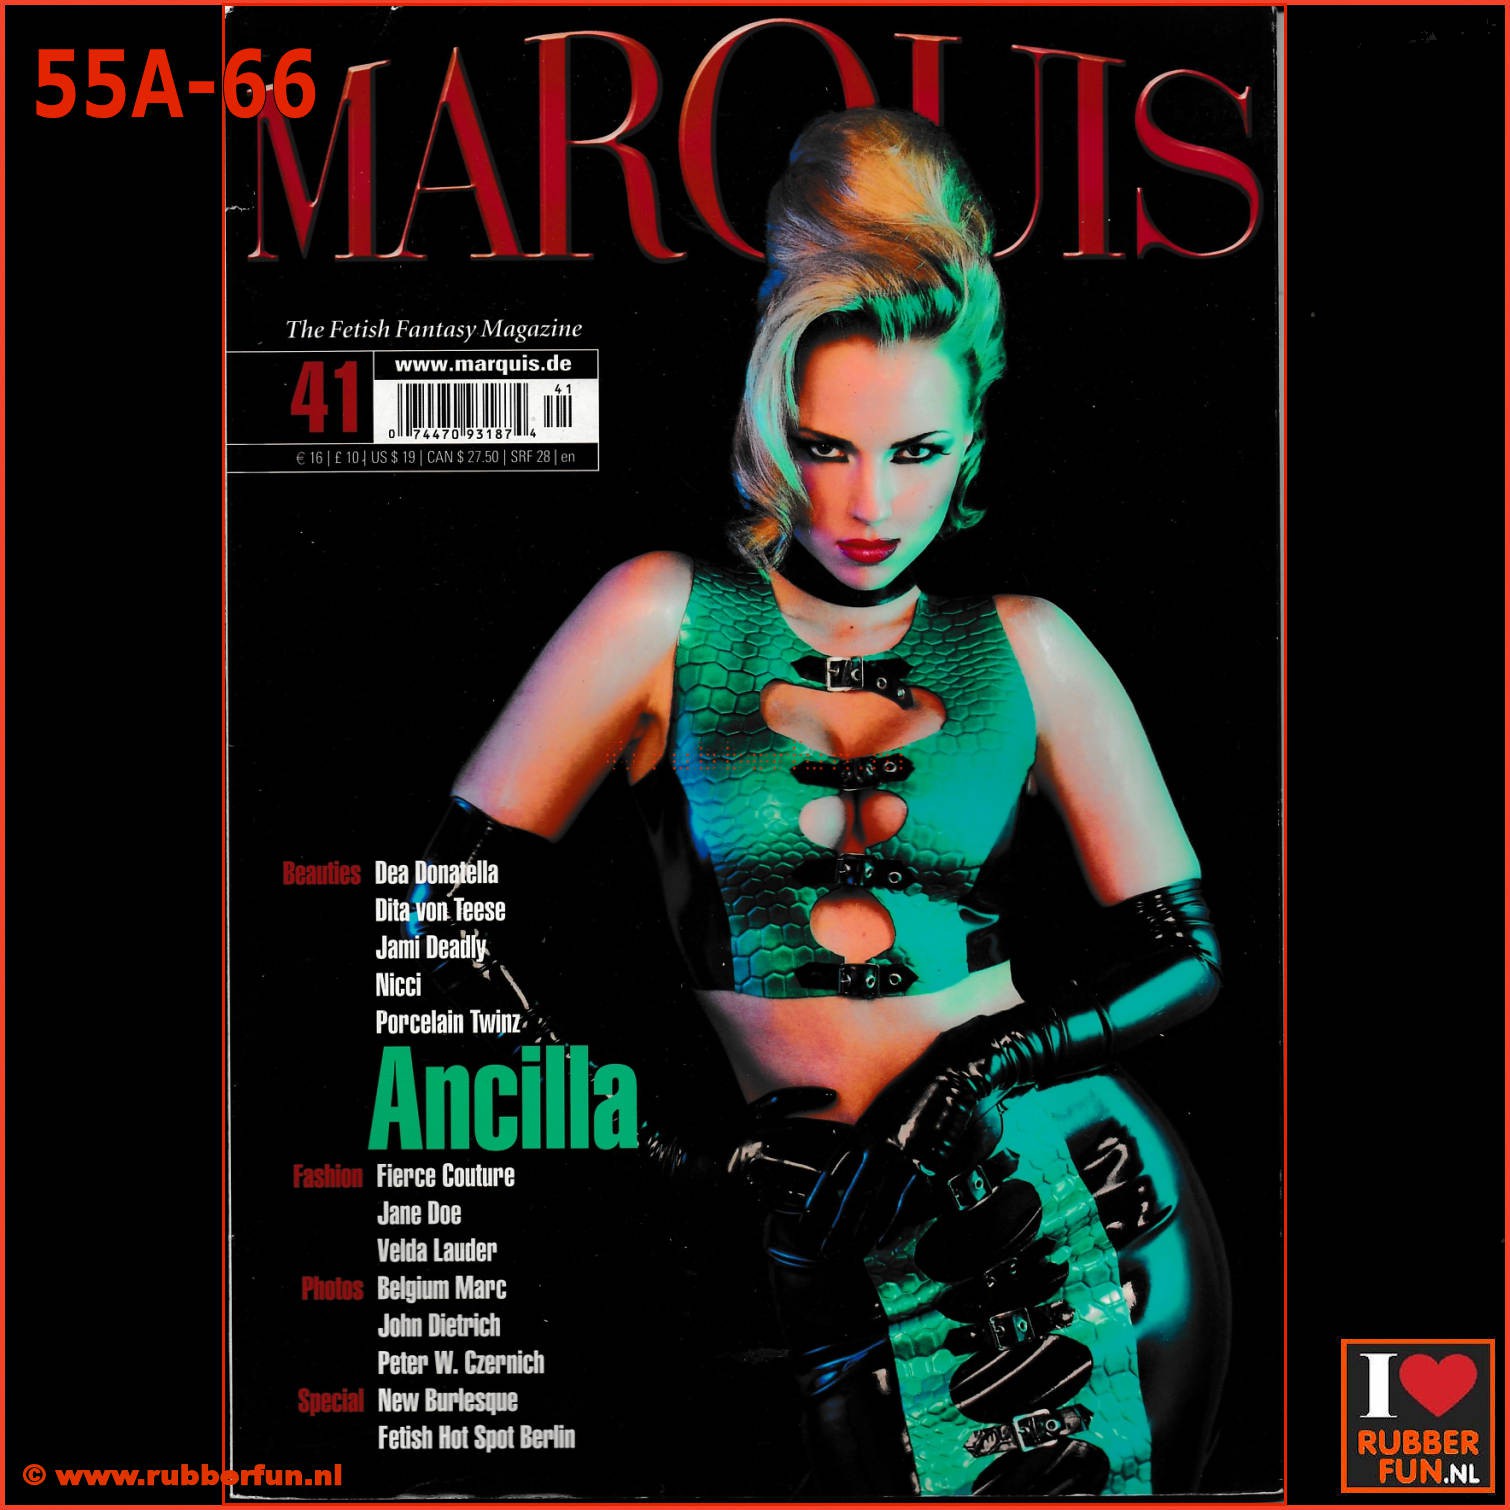 55A-66
MARQUIS
The Fetish Fantasy Magazine
41
www.marquis.de
41
0 74470 93187 4
€ 16 | £ 10 | US $ 19 | CAN $ 27.50 | SRF 28 | en
Beauties Dea Donatella
Dita von Teese
Jami Deadly
Nicci
Porcelain Twinz
Ancilla
Fashion Fierce Couture
Jane Doe
Velda Lauder
Photos Belgium Marc
John Dietrich
Peter W. Czernich
Special New Burlesque
Fetish Hot Spot Berlin
© www.rubberfun.nl
I ♥
RUBBER
FUN.NL